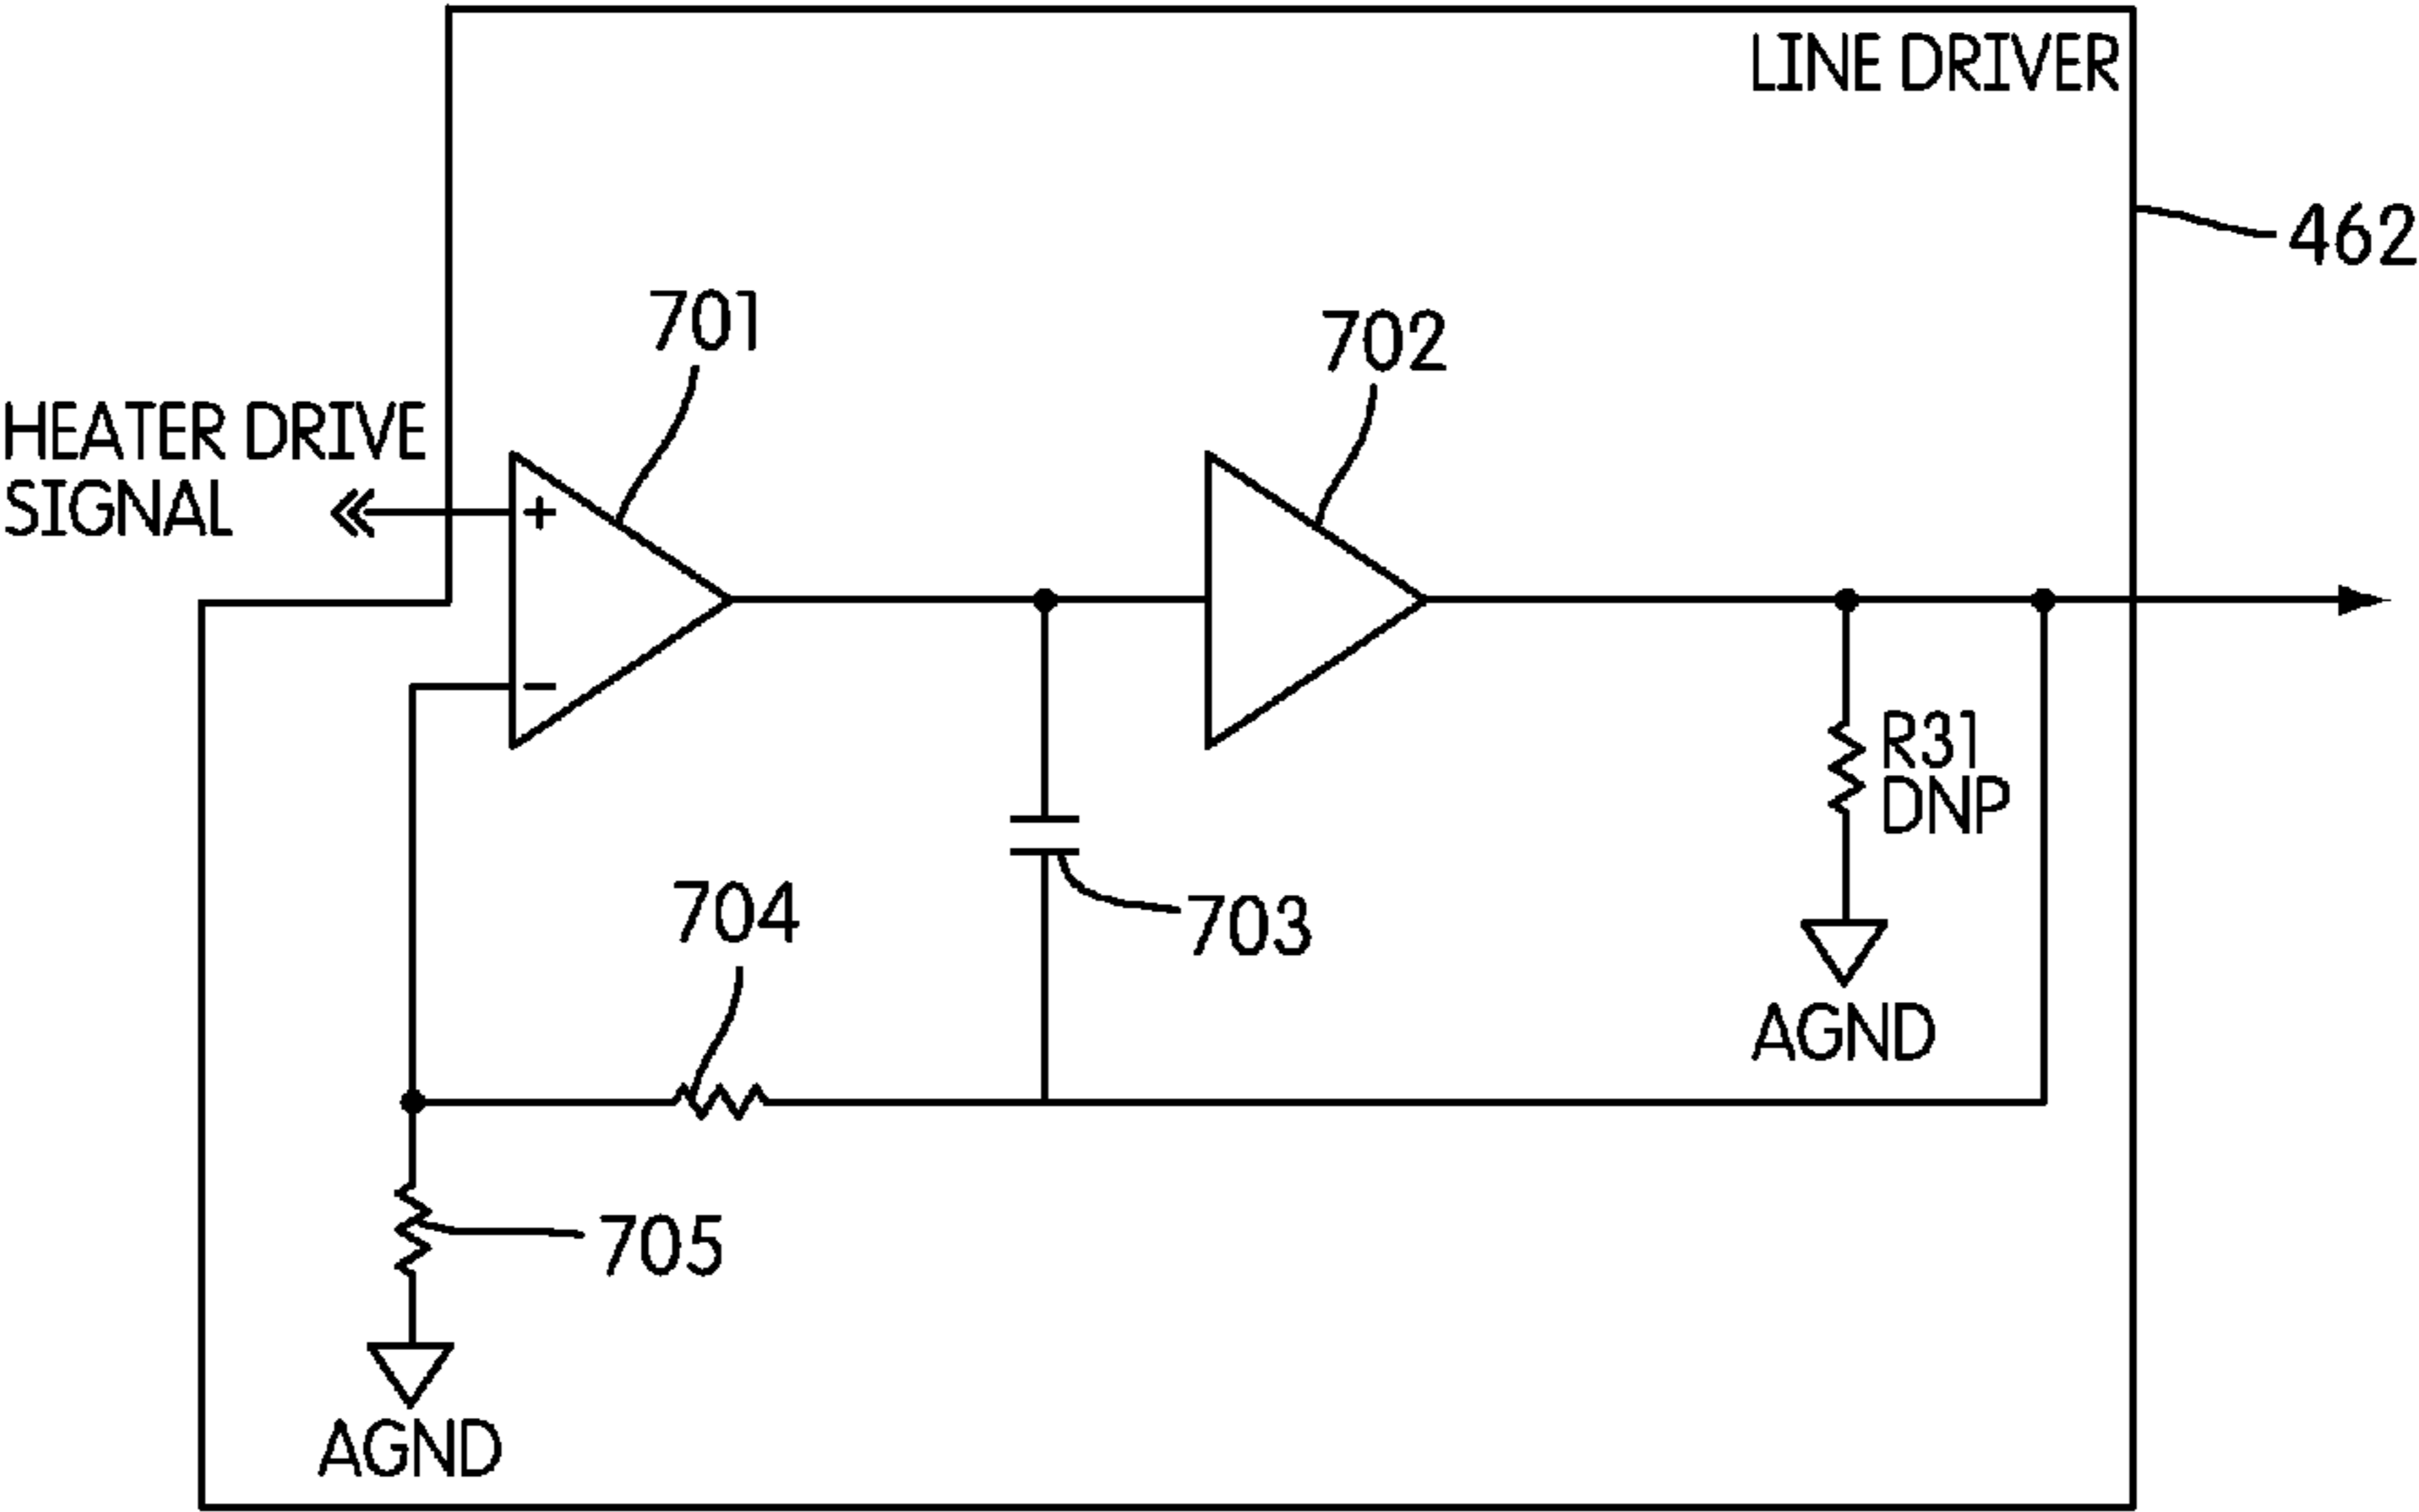 LINE DRIVER
462
701
702
HEATER DRIVE
SIGNAL
+
−
R31
DNP
704
703
AGND
705
AGND